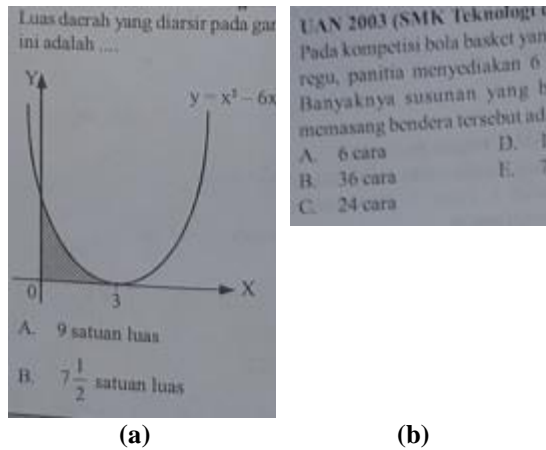 Luas daerah yang diarsir pada gar
ini adalah ....
Y
y = x² - 6x
0
3
X
A. 9 satuan luas
B. 7 1/2 satuan luas
(a)
UAN 2003 (SMK Teknologi
Pada kompetisi bola basket yan
regu, panitia menyediakan 6
Banyaknya susunan yang
memasang bendera tersebut ad
A. 6 cara
D.
B. 36 cara
E.
C. 24 cara
(b)